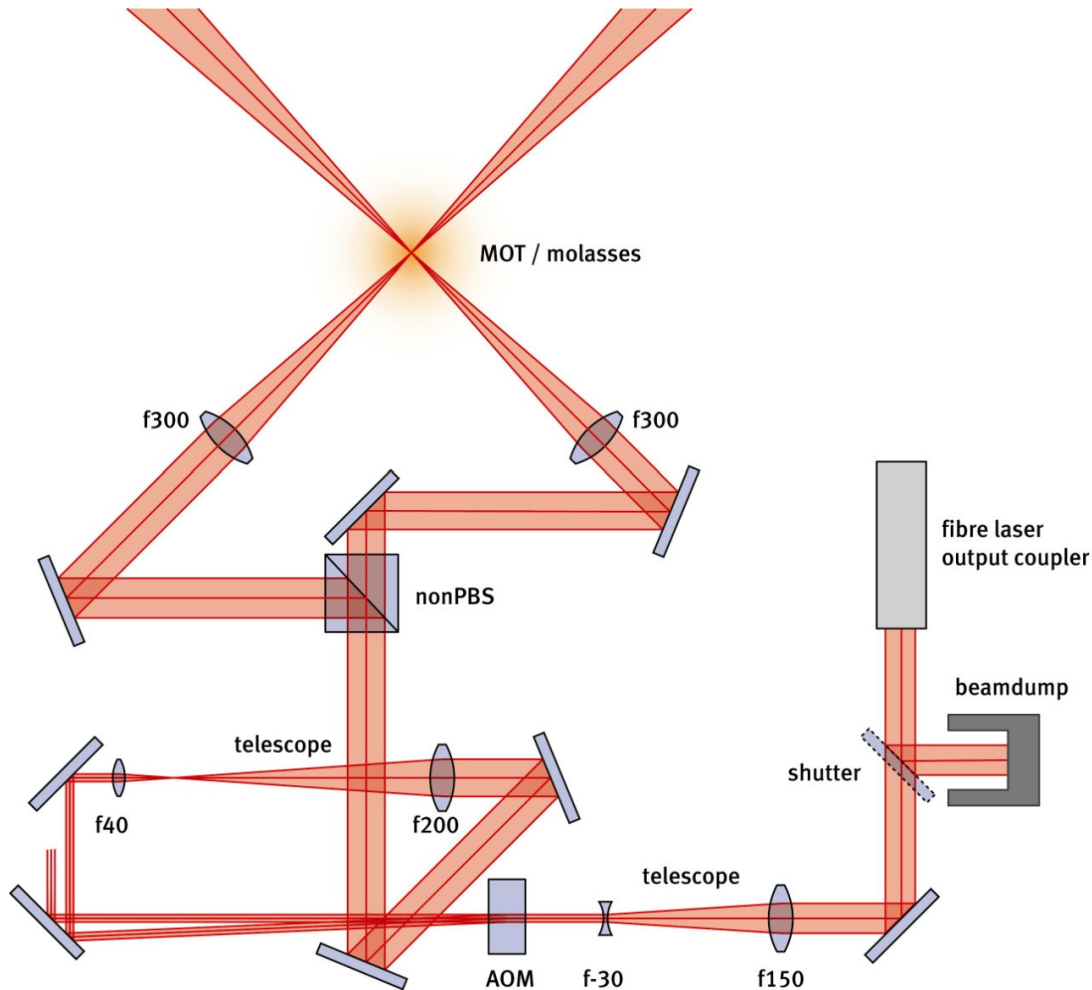 MOT / molasses
f300
f300
fibre laser
output coupler
nonPBS
beamdump
telescope
shutter
f40
f200
telescope
AOM
f-30
f150